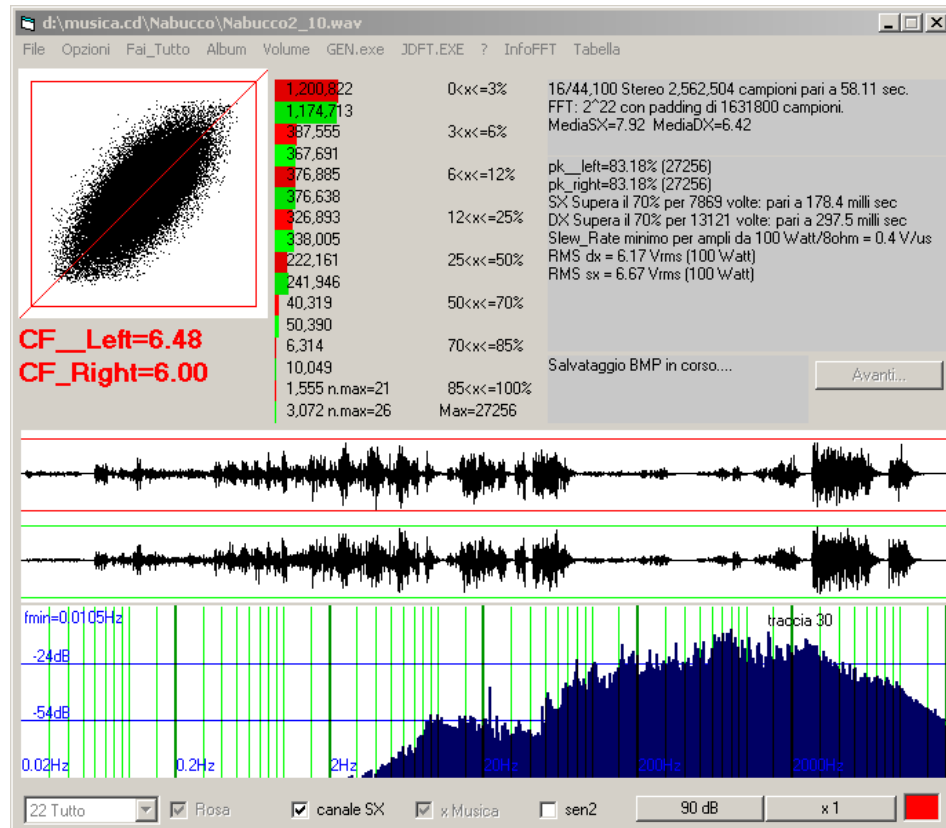 d:\musica.cd\Nabucco\Nabucco2_10.wav
File Opzioni Fai_Tutto Album Volume GEN.exe JDFT.EXE ? InfoFFT Tabella
1,200,822 0<x<=3%
1,174,713
387,555 3<x<=6%
367,691
376,885 6<x<=12%
376,638
326,893 12<x<=25%
338,005
222,161 25<x<=50%
241,946
40,319 50<x<=70%
50,390
6,314 70<x<=85%
10,049
1,555 n.max=21 85<x<=100%
3,072 n.max=26 Max=27256
CF__Left=6.48
CF_Right=6.00
16/44,100 Stereo 2,562,504 campioni pari a 58.11 sec.
FFT: 2^22 con padding di 1631800 campioni.
MediaSX=7.92 MediaDX=6.42
pk__left=83.18% (27256)
pk_right=83.18% (27256)
SX Supera il 70% per 7869 volte: pari a 178.4 milli sec
DX Supera il 70% per 13121 volte: pari a 297.5 milli sec
Slew_Rate minimo per ampli da 100 Watt/8ohm = 0.4 V/us
RMS dx = 6.17 Vrms (100 Watt)
RMS sx = 6.67 Vrms (100 Watt)
Salvataggio BMP in corso....
Avanti...
fmin=0.0105Hz traccia 30
-24dB
-54dB
0.02Hz 0.2Hz 2Hz 20Hz 200Hz 2000Hz
22 Tutto Rosa canale SX x Musica sen2 90 dB x 1